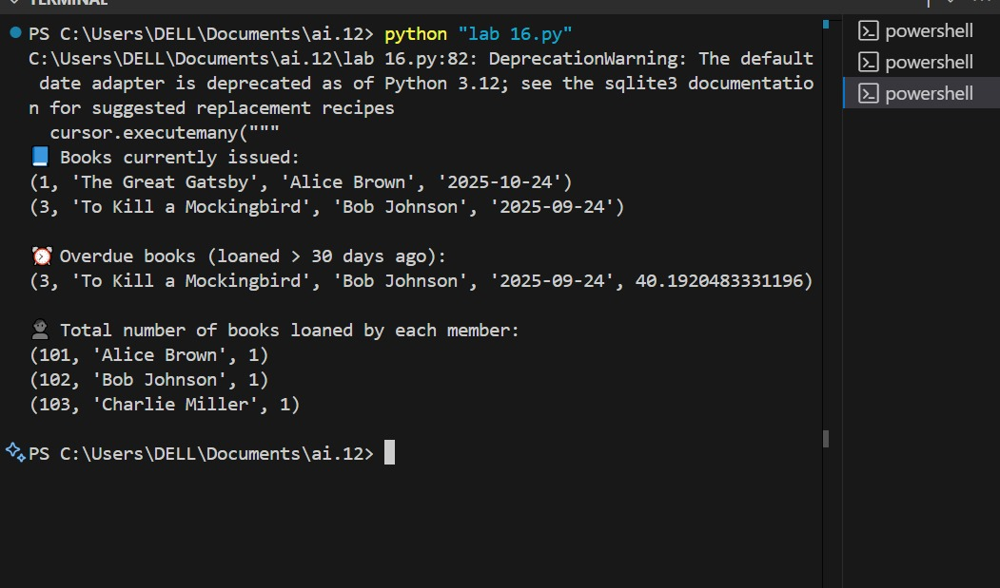 TERMINAL
PS C:\Users\DELL\Documents\ai.12> python "lab 16.py"
C:\Users\DELL\Documents\ai.12\lab 16.py:82: DeprecationWarning: The default
 date adapter is deprecated as of Python 3.12; see the sqlite3 documentatio
n for suggested replacement recipes
  cursor.executemany("""
📘 Books currently issued:
(1, 'The Great Gatsby', 'Alice Brown', '2025-10-24')
(3, 'To Kill a Mockingbird', 'Bob Johnson', '2025-09-24')
⏰ Overdue books (loaned > 30 days ago):
(3, 'To Kill a Mockingbird', 'Bob Johnson', '2025-09-24', 40.1920483331196)
👤 Total number of books loaned by each member:
(101, 'Alice Brown', 1)
(102, 'Bob Johnson', 1)
(103, 'Charlie Miller', 1)
PS C:\Users\DELL\Documents\ai.12>
powershell
powershell
powershell